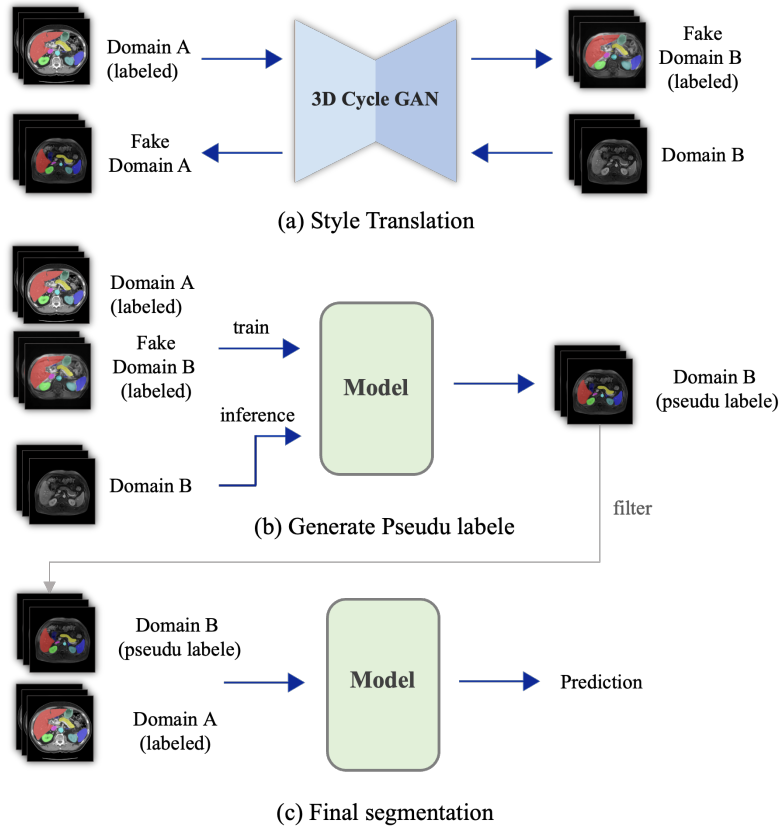 Domain A
(labeled)
3D Cycle GAN
Fake
Domain B
(labeled)
Fake
Domain A
Domain B
(a) Style Translation
Domain A
(labeled)
Fake
Domain B
(labeled)
train
Model
Domain B
(pseudu labele)
inference
Domain B
(b) Generate Pseudu labele
filter
Domain B
(pseudu labele)
Model
Prediction
Domain A
(labeled)
(c) Final segmentation